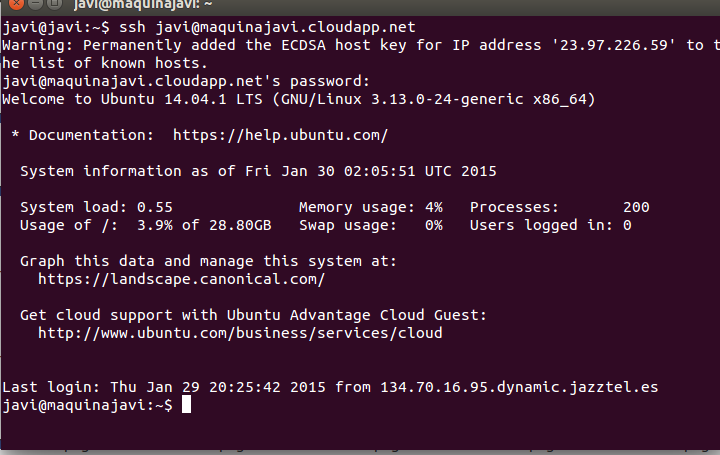 javi@maquinajavi: ~
javi@javi:~$ ssh javi@maquinajavi.cloudapp.net
Warning: Permanently added the ECDSA host key for IP address '23.97.226.59' to t
he list of known hosts.
javi@maquinajavi.cloudapp.net's password:
Welcome to Ubuntu 14.04.1 LTS (GNU/Linux 3.13.0-24-generic x86_64)
* Documentation:  https://help.ubuntu.com/
System information as of Fri Jan 30 02:05:51 UTC 2015
System load: 0.55                Memory usage: 4%   Processes:       200
Usage of /:  3.9% of 28.80GB   Swap usage:   0%   Users logged in: 0
Graph this data and manage this system at:
https://landscape.canonical.com/
Get cloud support with Ubuntu Advantage Cloud Guest:
http://www.ubuntu.com/business/services/cloud
Last login: Thu Jan 29 20:25:42 2015 from 134.70.16.95.dynamic.jazztel.es
javi@maquinajavi:~$